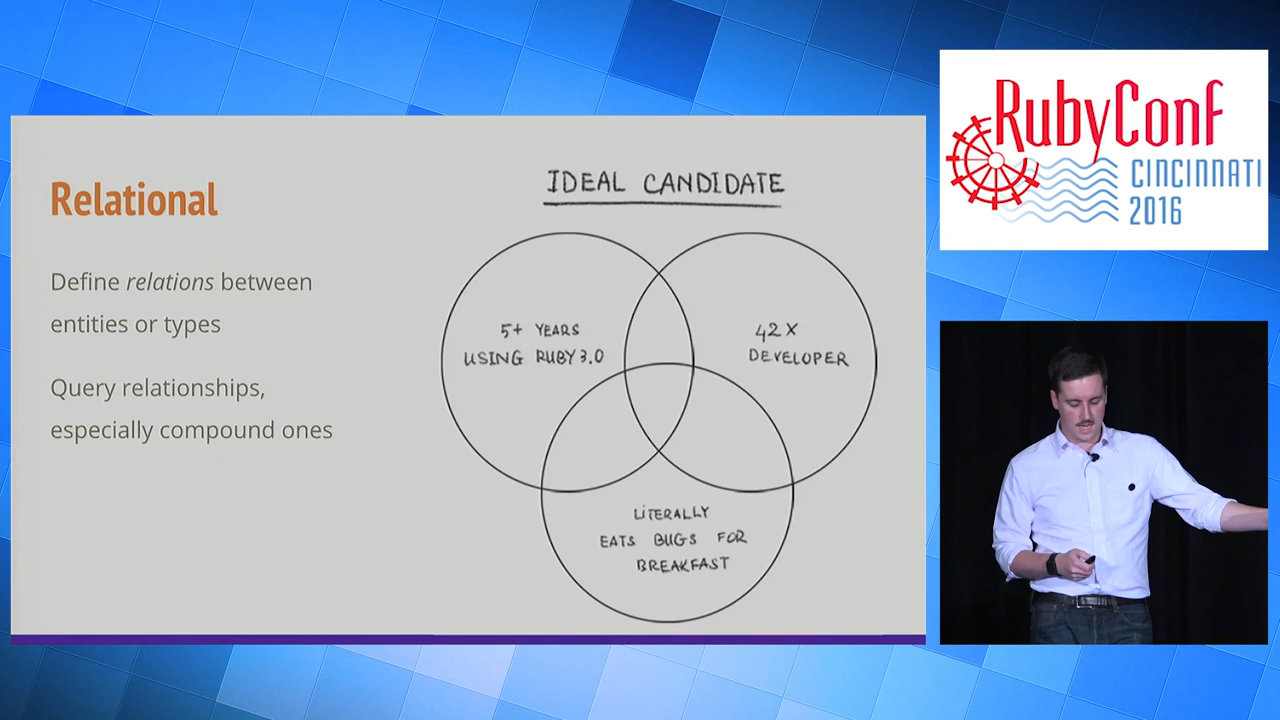 Relational
Define relations between
entities or types
Query relationships,
especially compound ones
IDEAL CANDIDATE
5+ YEARS
USING RUBY 3.0
42X
DEVELOPER
LITERALLY
EATS BUGS FOR
BREAKFAST
RubyConf
CINCINNATI
2016